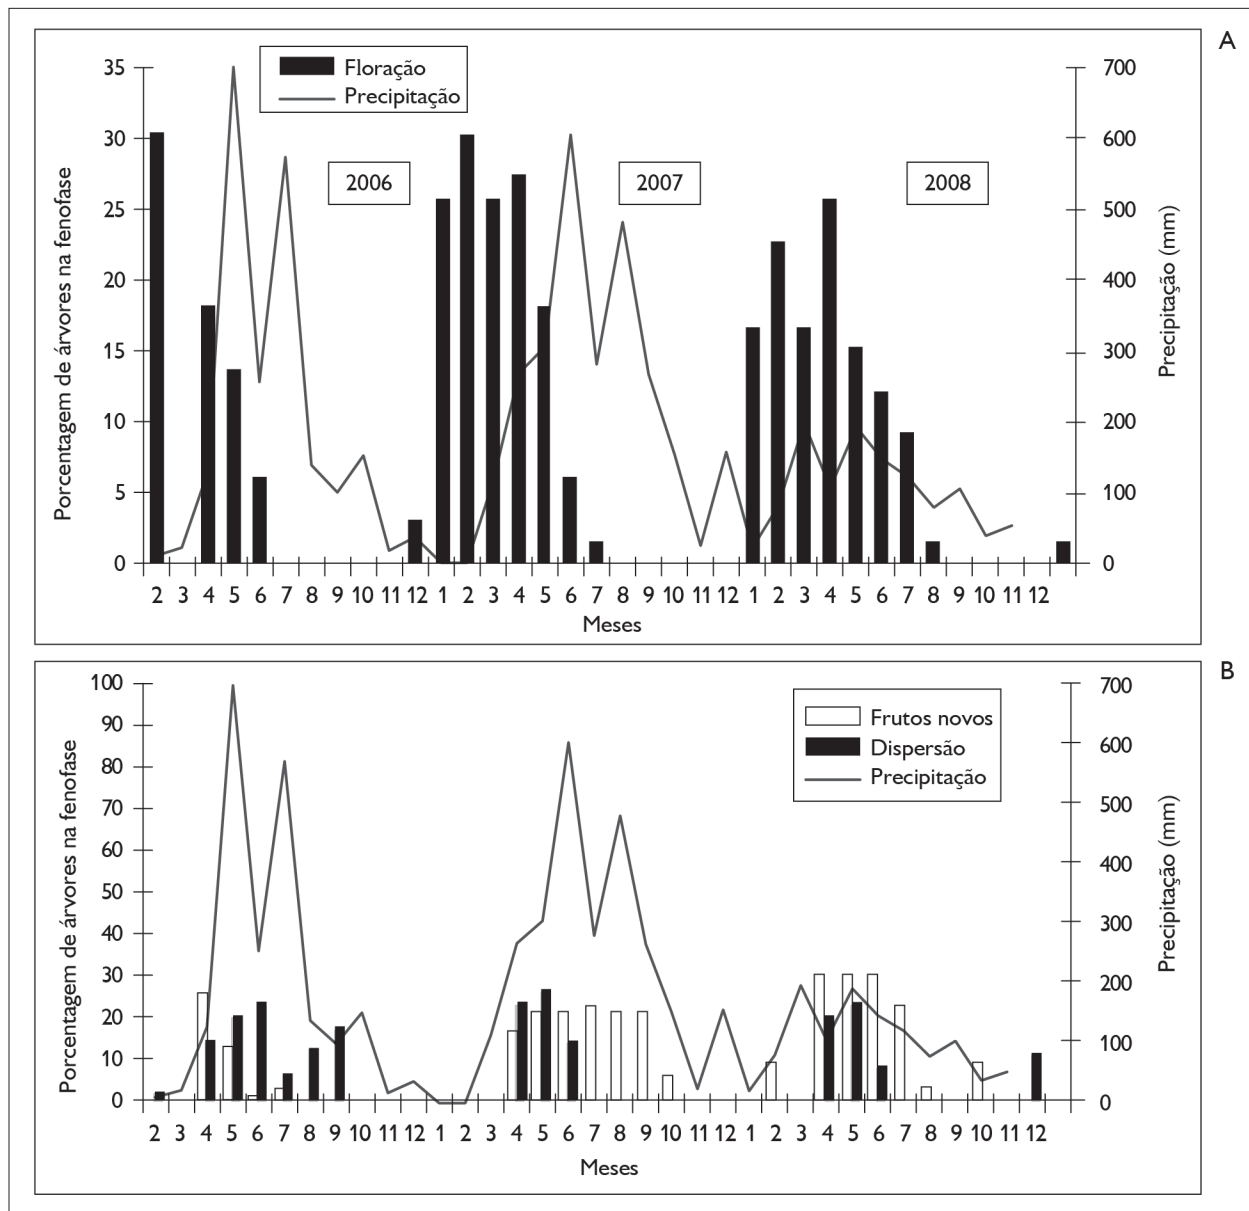 A
Floração
Precipitação
2006
2007
2008
Porcentagem de árvores na fenofase
35
30
25
20
15
10
5
0
700
600
500
400
300
200
100
0
Precipitação (mm)
2 3 4 5 6 7 8 9 10 11 12 1 2 3 4 5 6 7 8 9 10 11 12 1 2 3 4 5 6 7 8 9 10 11 12
Meses
B
Frutos novos
Dispersão
Precipitação
Porcentagem de árvores na fenofase
100
90
80
70
60
50
40
30
20
10
0
700
600
500
400
300
200
100
0
Precipitação (mm)
2 3 4 5 6 7 8 9 10 11 12 1 2 3 4 5 6 7 8 9 10 11 12 1 2 3 4 5 6 7 8 9 10 11 12
Meses